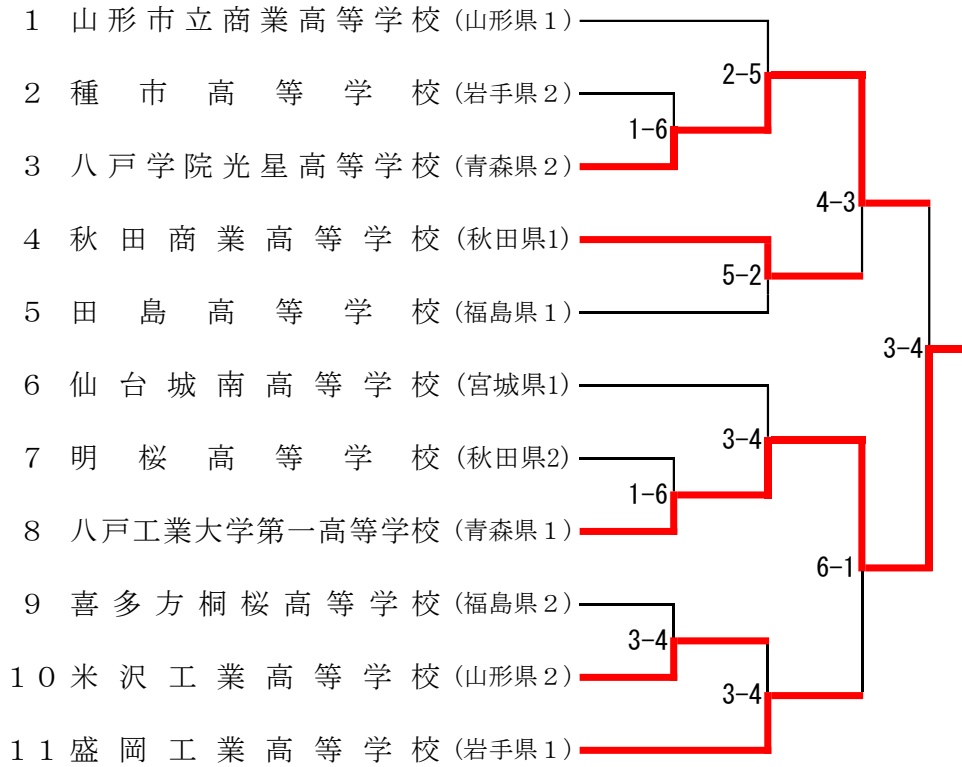 1 山形市立商業高等学校 (山形県1)
2-5
2 種市高等学校 (岩手県2)
1-6
3 八戸学院光星高等学校 (青森県2)
4-3
4 秋田商業高等学校 (秋田県1)
5-2
5 田島高等学校 (福島県1)
3-4
6 仙台城南高等学校 (宮城県1)
3-4
7 明桜高等学校 (秋田県2)
1-6
8 八戸工業大学第一高等学校 (青森県1)
6-1
9 喜多方桐桜高等学校 (福島県2)
3-4
10 米沢工業高等学校 (山形県2)
3-4
11 盛岡工業高等学校 (岩手県1)